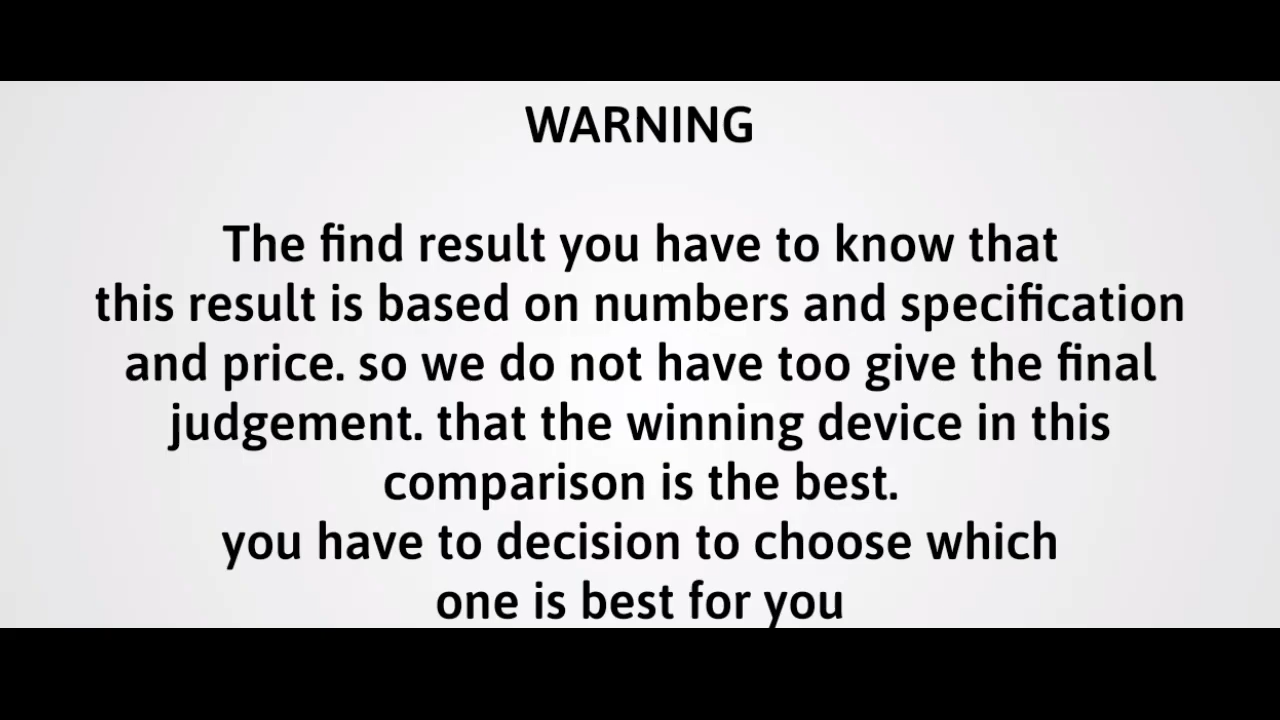 WARNING
The find result you have to know that
this result is based on numbers and specification
and price. so we do not have too give the final
judgement. that the winning device in this
comparison is the best.
you have to decision to choose which
one is best for you